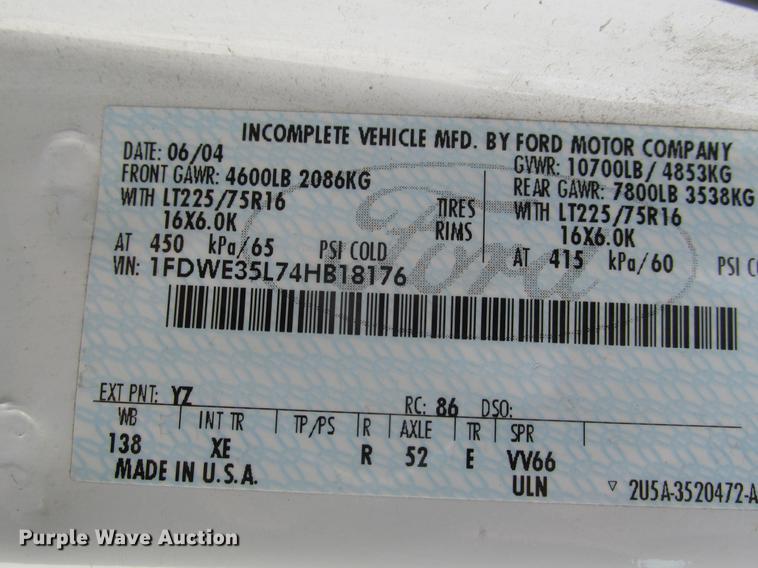 INCOMPLETE VEHICLE MFD. BY FORD MOTOR COMPANY
DATE: 06/04 GVWR: 10700LB/ 4853KG
FRONT GAWR: 4600LB 2086KG REAR GAWR: 7800LB 3538KG
WITH LT225/75R16 TIRES WITH LT225/75R16
16X6.0K RIMS 16X6.0K
AT 450 kPa/65 PSI COLD AT 415 kPa/60 PSI CO
VIN: 1FDWE35L74HB18176
Ford
EXT PNT: YZ RC: 86 DSO:
WB INT TR TP/PS R AXLE TR SPR
138 XE R 52 E VV66
MADE IN U.S.A. ULN 2U5A-3520472-A
Purple Wave Auction